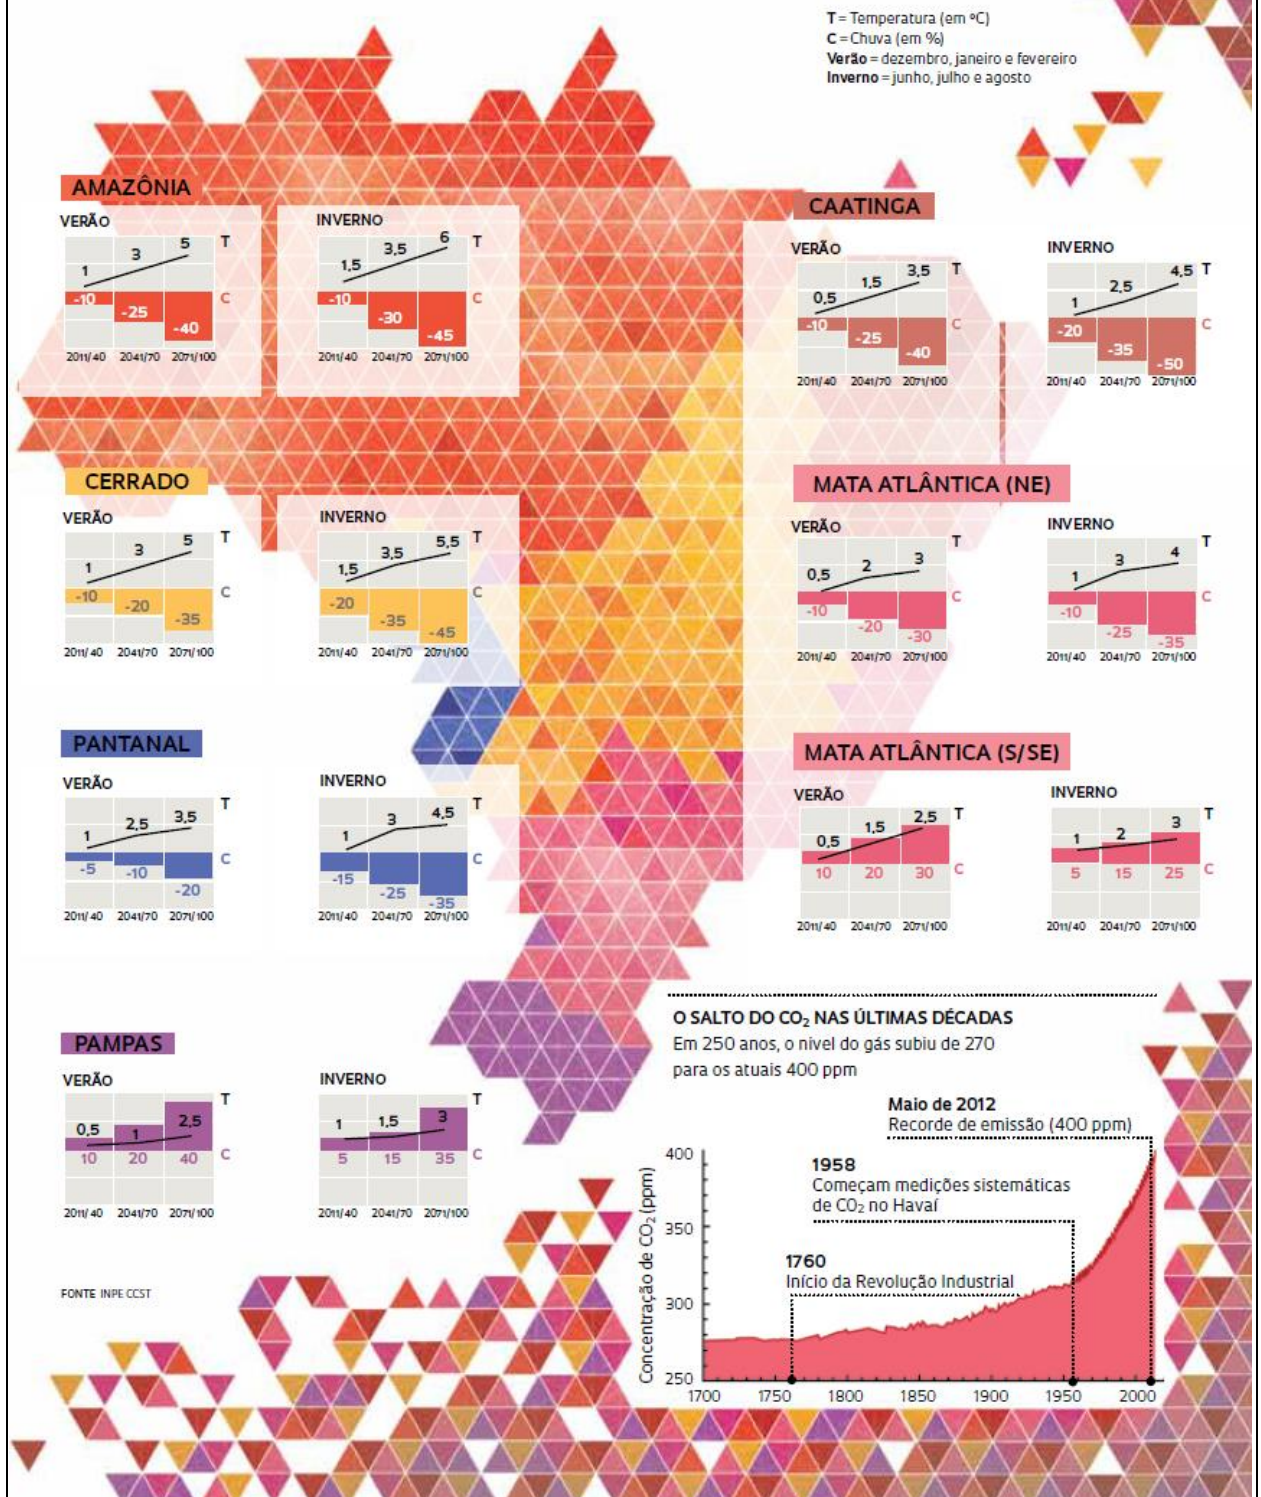 T = Temperatura (em ºC)
C = Chuva (em %)
Verão = dezembro, janeiro e fevereiro
Inverno = junho, julho e agosto
AMAZÔNIA
VERÃO
1 3 5 T
-10 -25 -40 C
2011/40 2041/70 2071/100
INVERNO
1,5 3,5 6 T
-10 -30 -45 C
2011/40 2041/70 2071/100
CAATINGA
VERÃO
0,5 1,5 3,5 T
-10 -25 -40 C
2011/40 2041/70 2071/100
INVERNO
1 2,5 4,5 T
-20 -35 -50 C
2011/40 2041/70 2071/100
CERRADO
VERÃO
1 3 5 T
-10 -20 -35 C
2011/40 2041/70 2071/100
INVERNO
1,5 3,5 5,5 T
-20 -35 -45 C
2011/40 2041/70 2071/100
MATA ATLÂNTICA (NE)
VERÃO
0,5 2 3 T
-10 -20 -30 C
2011/40 2041/70 2071/100
INVERNO
1 3 4 T
-10 -25 -35 C
2011/40 2041/70 2071/100
PANTANAL
VERÃO
1 2,5 3,5 T
-5 -10 -20 C
2011/40 2041/70 2071/100
INVERNO
1 3 4,5 T
-15 -25 -35 C
2011/40 2041/70 2071/100
MATA ATLÂNTICA (S/SE)
VERÃO
0,5 1,5 2,5 T
10 20 30 C
2011/40 2041/70 2071/100
INVERNO
1 2 3 T
5 15 25 C
2011/40 2041/70 2071/100
PAMPAS
VERÃO
0,5 1 2,5 T
10 20 40 C
2011/40 2041/70 2071/100
INVERNO
1 1,5 3 T
5 15 35 C
2011/40 2041/70 2071/100
FONTE INPE CCST
O SALTO DO CO₂ NAS ÚLTIMAS DÉCADAS
Em 250 anos, o nível do gás subiu de 270
para os atuais 400 ppm
Maio de 2012
Recorde de emissão (400 ppm)
1958
Começam medições sistemáticas
de CO₂ no Havaí
1760
Início da Revolução Industrial
Concentração de CO₂ (ppm)
400
350
300
250
1700 1750 1800 1850 1900 1950 2000